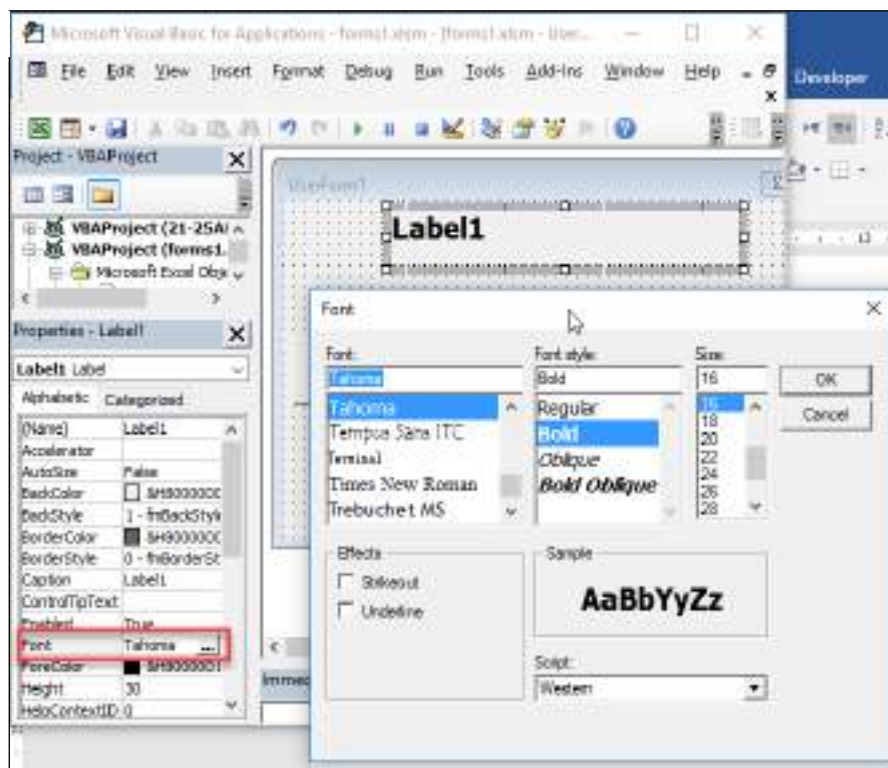 Microsoft Visual Basic for Applications - forms1.xlsm - [forms1.xlsm - User...
File Edit View Insert Format Debug Run Tools Add-Ins Window Help
Developer
Project - VBAProject
UserForm1
VBAProject (21-25A
VBAProject (forms1.
Microsoft Excel Obje
Label1
Properties - Label1
Label1 Label
Alphabetic Categorized
(Name) Label1
Accelerator
AutoSize False
BackColor
BackStyle 1 - fmBackStyle
BorderColor
BorderStyle 0 - fmBorderSt
Caption Label1
ControlTipText
Enabled True
Font Tahoma ...
ForeColor
Height 30
HelpContextID 0
Immed
Font
Font: Font style: Size:
Tahoma Bold 16
OK
Cancel
Tahoma Regular 16
Tempus Sans ITC Bold 18
Terminal Oblique 20
Times New Roman Bold Oblique 22
Trebuchet MS 24
26
28
Effects
Strikeout
Underline
Sample
AaBbYyZz
Script:
Western